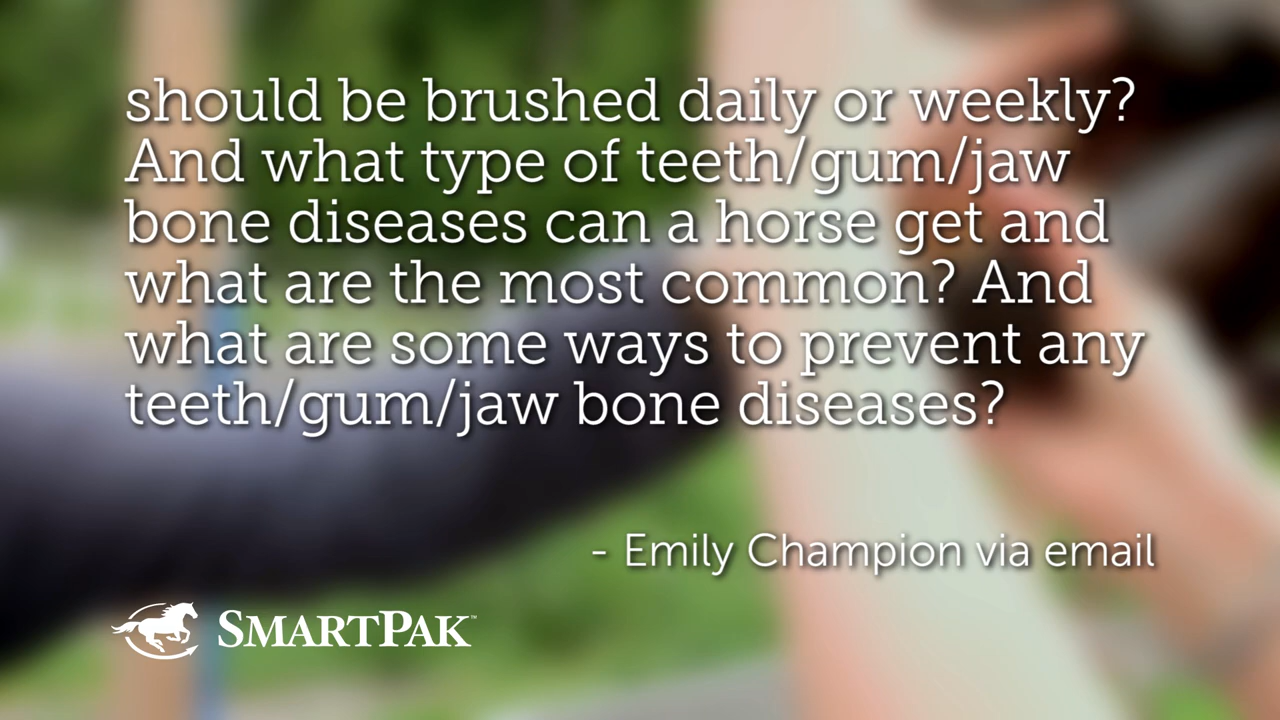 should be brushed daily or weekly?
And what type of teeth/gum/jaw
bone diseases can a horse get and
what are the most common? And
what are some ways to prevent any
teeth/gum/jaw bone diseases?
- Emily Champion via email
SMARTPAK™